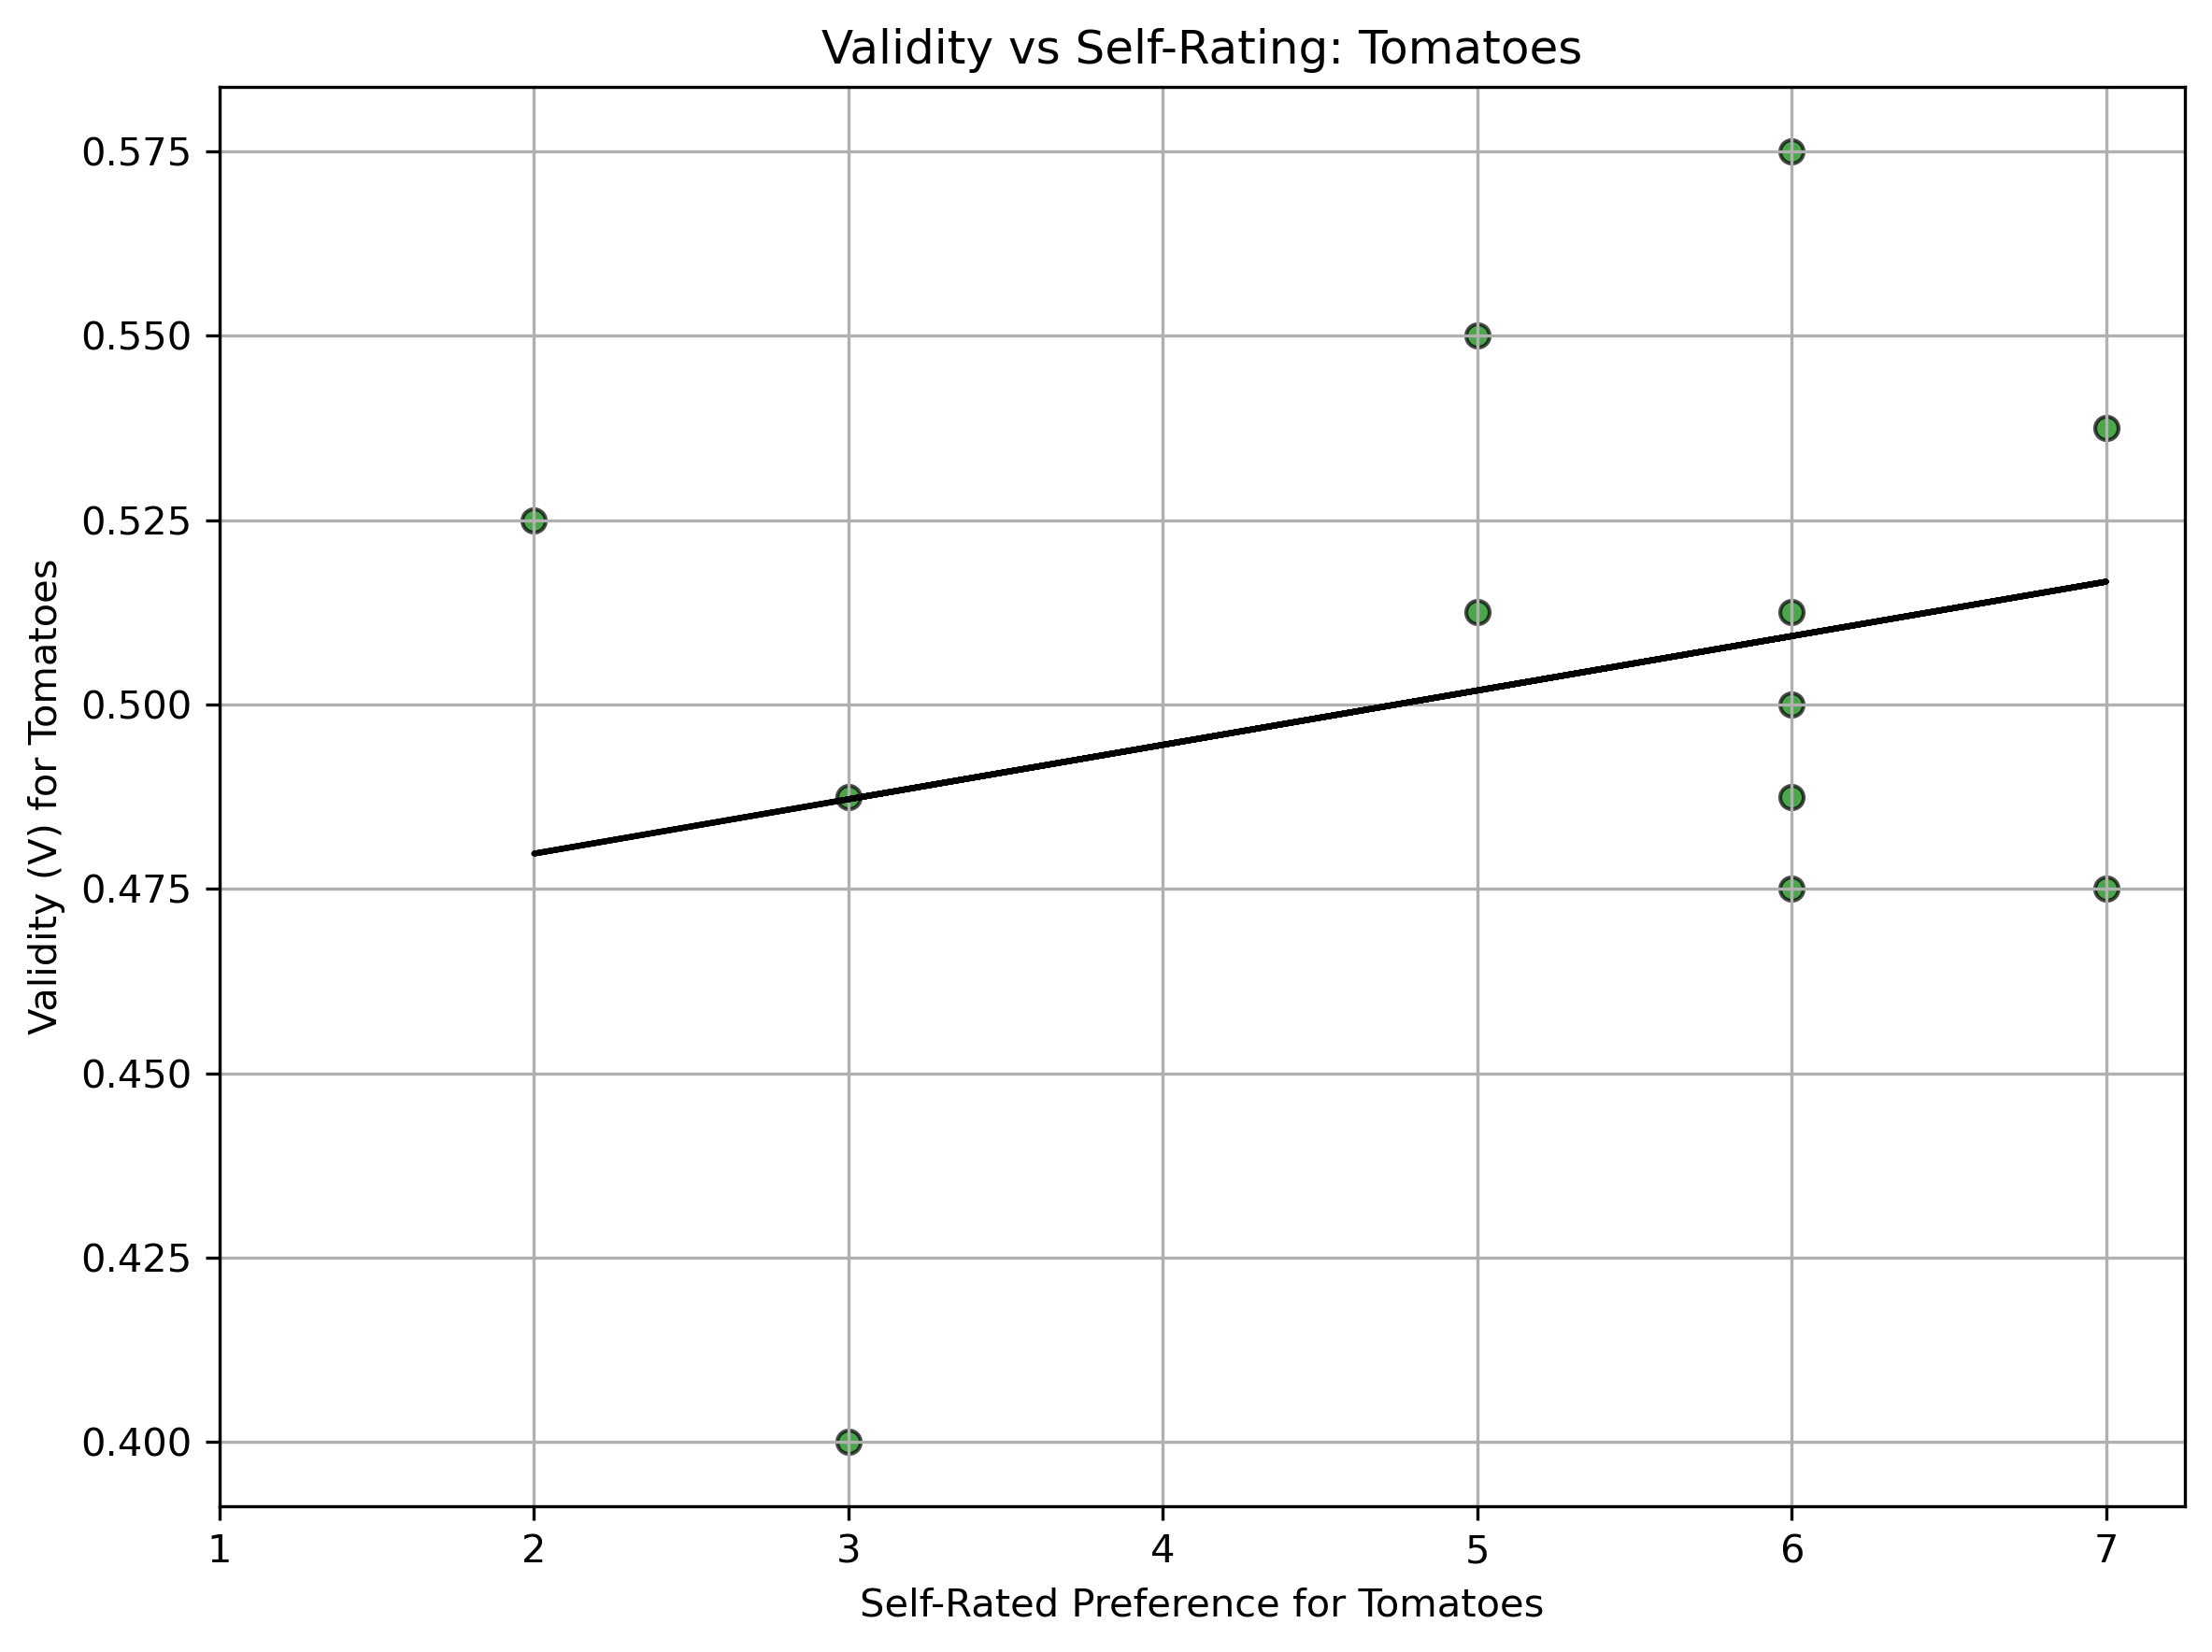 Validity vs Self-Rating: Tomatoes
0.575
0.550
0.525
0.500
0.475
0.450
0.425
0.400
Validity (V) for Tomatoes
1 2 3 4 5 6 7
Self-Rated Preference for Tomatoes